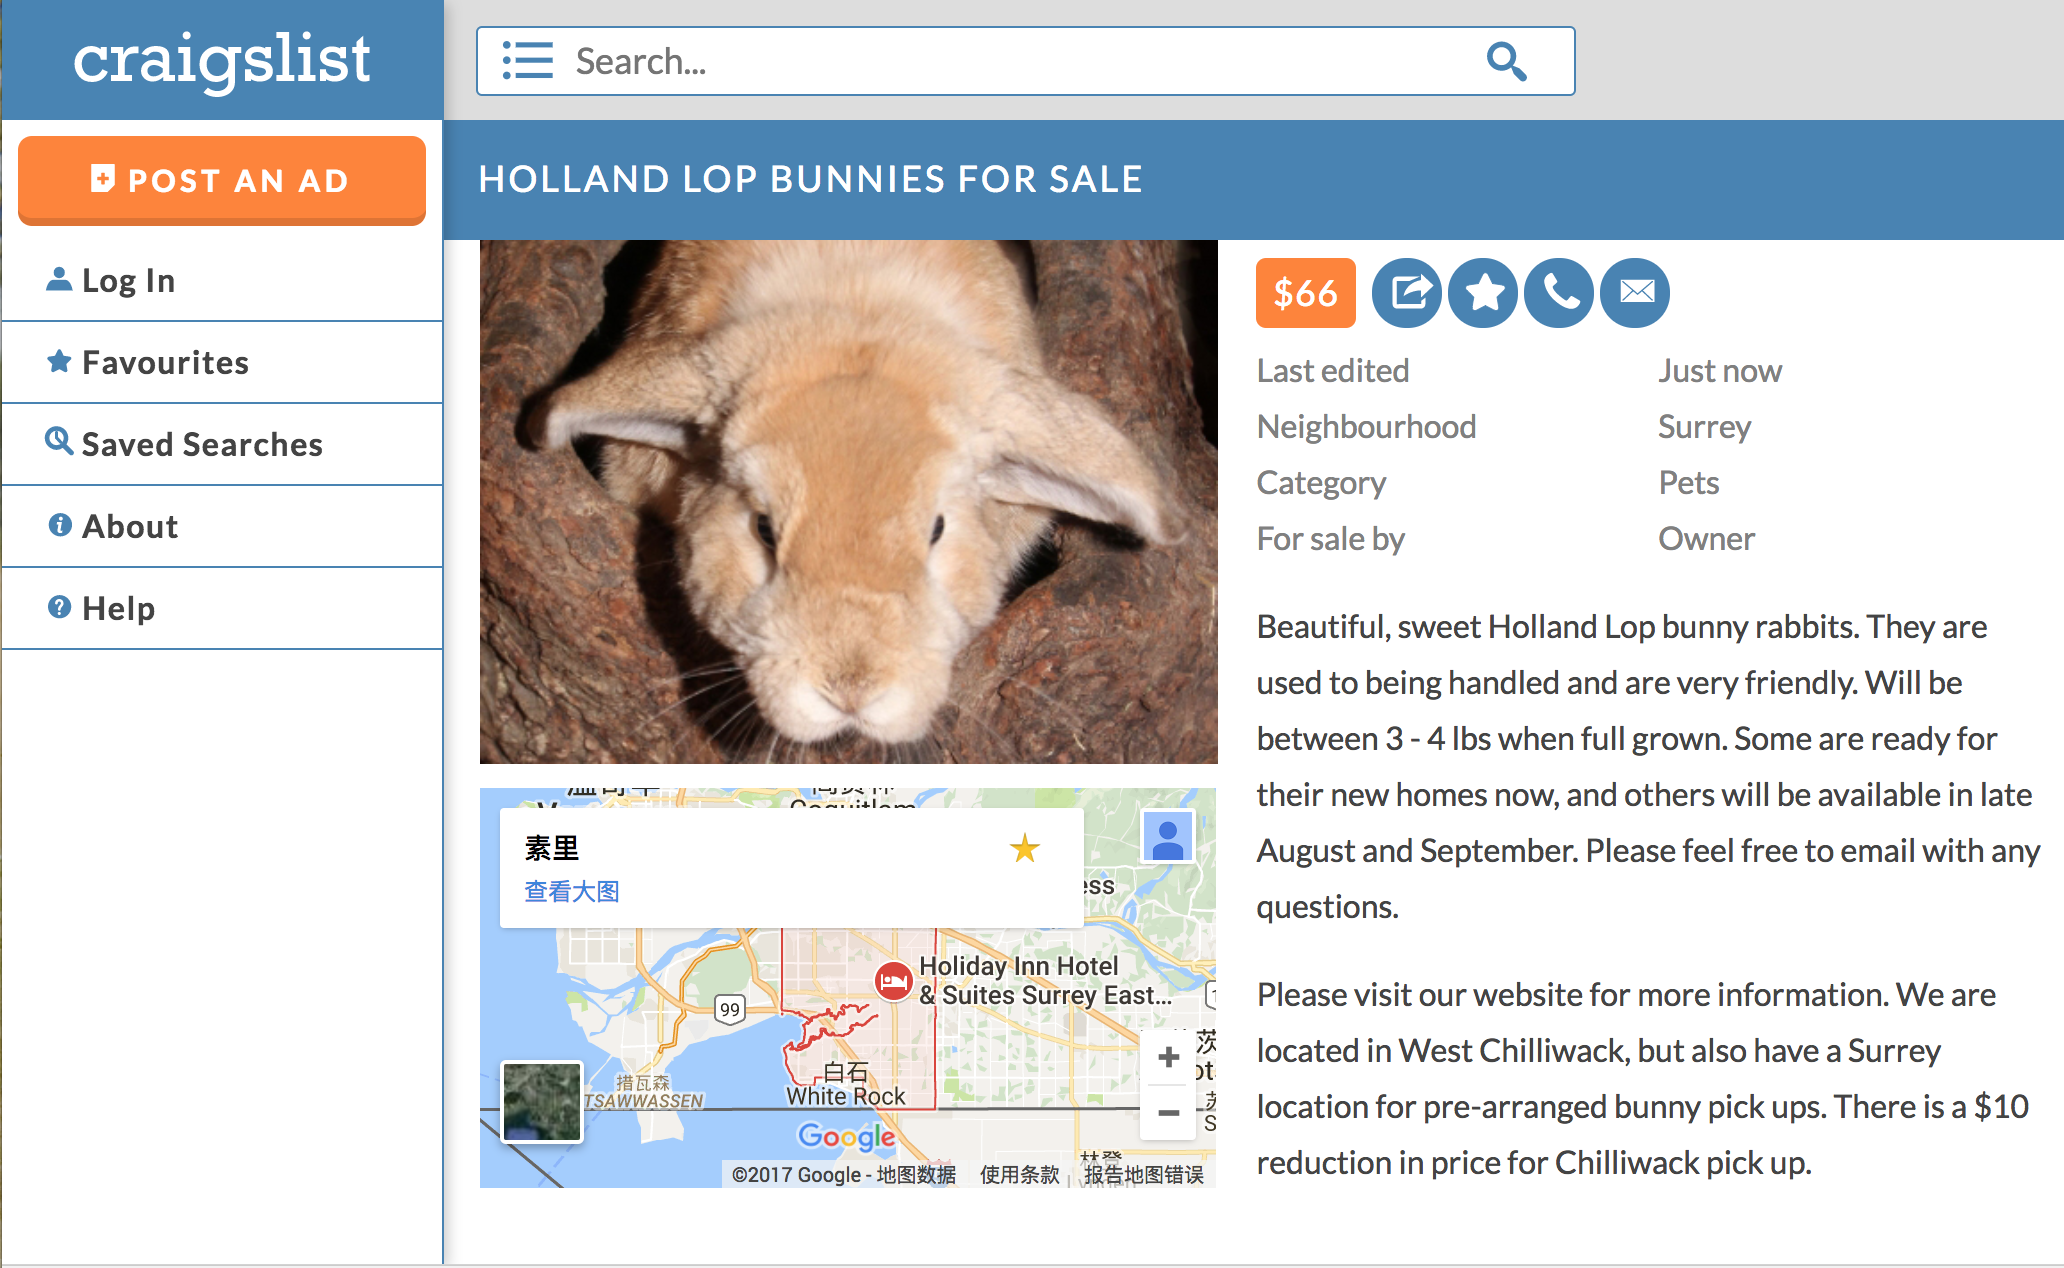 craigslist
Search...
POST AN AD
HOLLAND LOP BUNNIES FOR SALE
Log In
Favourites
Saved Searches
About
Help
$66
Last edited Just now
Neighbourhood Surrey
Category Pets
For sale by Owner
Beautiful, sweet Holland Lop bunny rabbits. They are
used to being handled and are very friendly. Will be
between 3 - 4 lbs when full grown. Some are ready for
their new homes now, and others will be available in late
August and September. Please feel free to email with any
questions.
Please visit our website for more information. We are
located in West Chilliwack, but also have a Surrey
location for pre-arranged bunny pick ups. There is a $10
reduction in price for Chilliwack pick up.
素里
查看大图
Holiday Inn Hotel
& Suites Surrey East...
99
白石
White Rock
措瓦森
TSAWWASSEN
Google
林登
©2017 Google - 地图数据 使用条款 报告地图错误